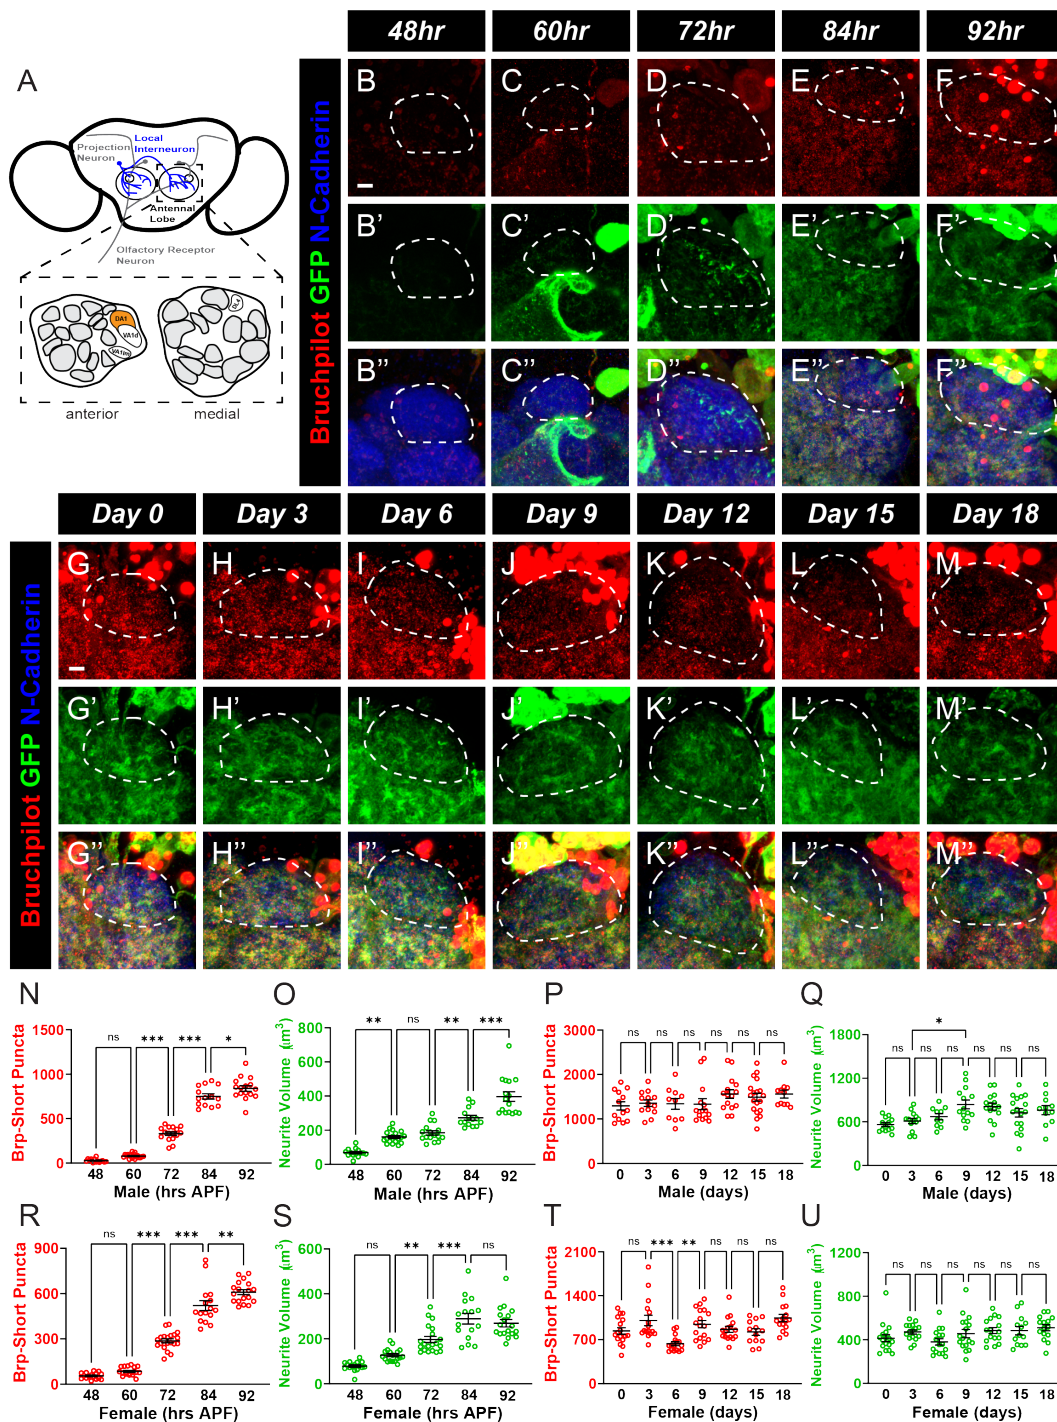 48hr 60hr 72hr 84hr 92hr
A
Projection
Neuron
Local
Interneuron
Antennal
Lobe
Olfactory Receptor
Neuron
DA1
VA1d
VA1lm
DL4
anterior medial
Bruchpilot GFP N-Cadherin
B C D E F
B' C' D' E' F'
B" C" D" E" F"
Day 0 Day 3 Day 6 Day 9 Day 12 Day 15 Day 18
Bruchpilot GFP N-Cadherin
G H I J K L M
G' H' I' J' K' L' M'
G" H" I" J" K" L" M"
N
Brp-Short Puncta
1500
1000
500
0
ns *** *** *
48 60 72 84 92
Male (hrs APF)
O
Neurite Volume (μm³)
800
600
400
200
0
** ns ** ***
48 60 72 84 92
Male (hrs APF)
P
Brp-Short Puncta
3000
2000
1000
0
ns ns ns ns ns ns
0 3 6 9 12 15 18
Male (days)
Q
Neurite Volume (μm³)
1800
1200
600
0
*
ns ns ns ns ns ns
0 3 6 9 12 15 18
Male (days)
R
Brp-Short Puncta
900
600
300
0
ns *** *** **
48 60 72 84 92
Female (hrs APF)
S
Neurite Volume (μm³)
600
400
200
0
ns ** *** ns
48 60 72 84 92
Female (hrs APF)
T
Brp-Short Puncta
2100
1400
700
0
ns *** ** ns ns ns
0 3 6 9 12 15 18
Female (days)
U
Neurite Volume (μm³)
1200
800
400
0
ns ns ns ns ns ns
0 3 6 9 12 15 18
Female (days)